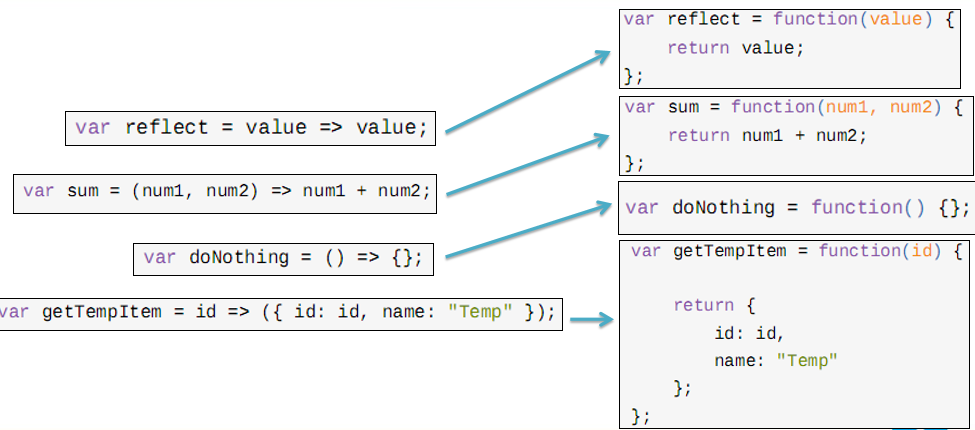 var reflect = value => value;
var sum = (num1, num2) => num1 + num2;
var doNothing = () => {};
var getTempItem = id => ({ id: id, name: "Temp" });
var reflect = function(value) {
    return value;
};
var sum = function(num1, num2) {
    return num1 + num2;
};
var doNothing = function() {};
var getTempItem = function(id) {
    return {
        id: id,
        name: "Temp"
    };
};